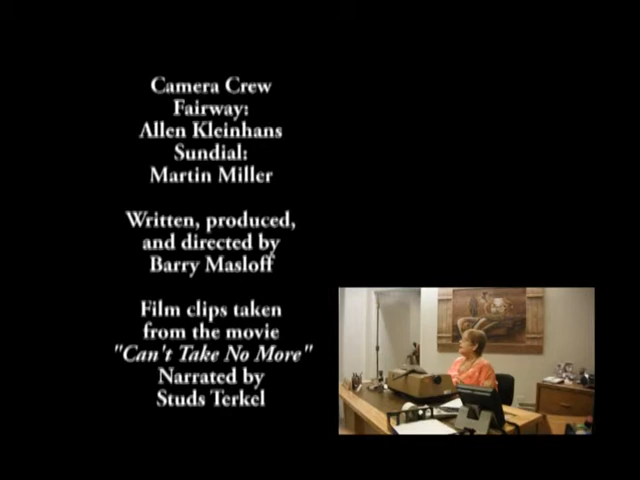 Camera Crew
Fairway:
Allen Kleinhans
Sundial:
Martin Miller
Written, produced,
and directed by
Barry Masloff
Film clips taken
from the movie
"Can't Take No More"
Narrated by
Studs Terkel